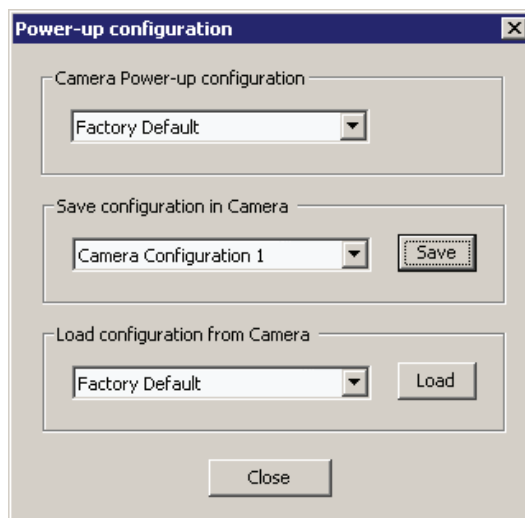 Power-up configuration
Camera Power-up configuration
Factory Default
Save configuration in Camera
Camera Configuration 1
Save
Load configuration from Camera
Factory Default
Load
Close